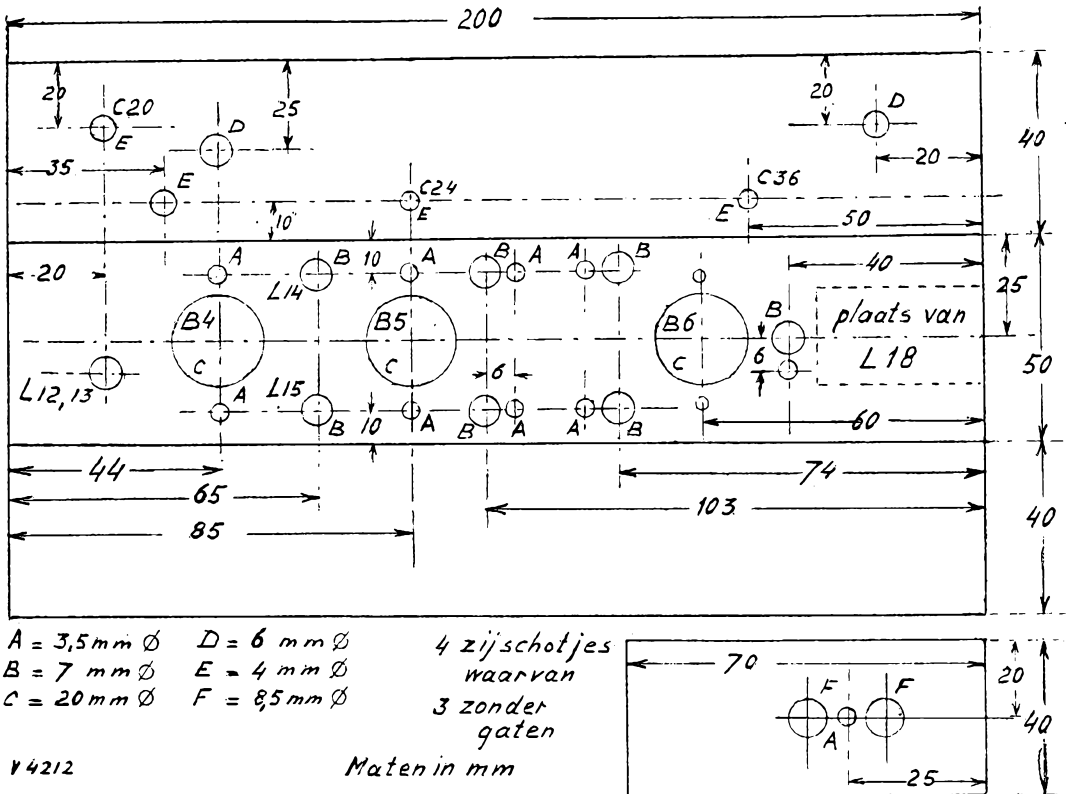 200
20
C20
E
25
D
20
D
40
35
E
C24
E
C36
E
20
10
50
20
A
B
10
A
B
A
A
B
40
25
L14
B4
C
B5
C
B6
C
B
plaats van
L18
6
6
50
L12,13
A
L15
B
10
A
B
A
A
B
60
44
74
65
103
85
40
A = 3,5 mm Ø D = 6 mm Ø
B = 7 mm Ø E = 4 mm Ø
C = 20 mm Ø F = 8,5 mm Ø
4 zijschotjes
waarvan
3 zonder
gaten
V4212
Maten in mm
70
20
F
F
A
40
25